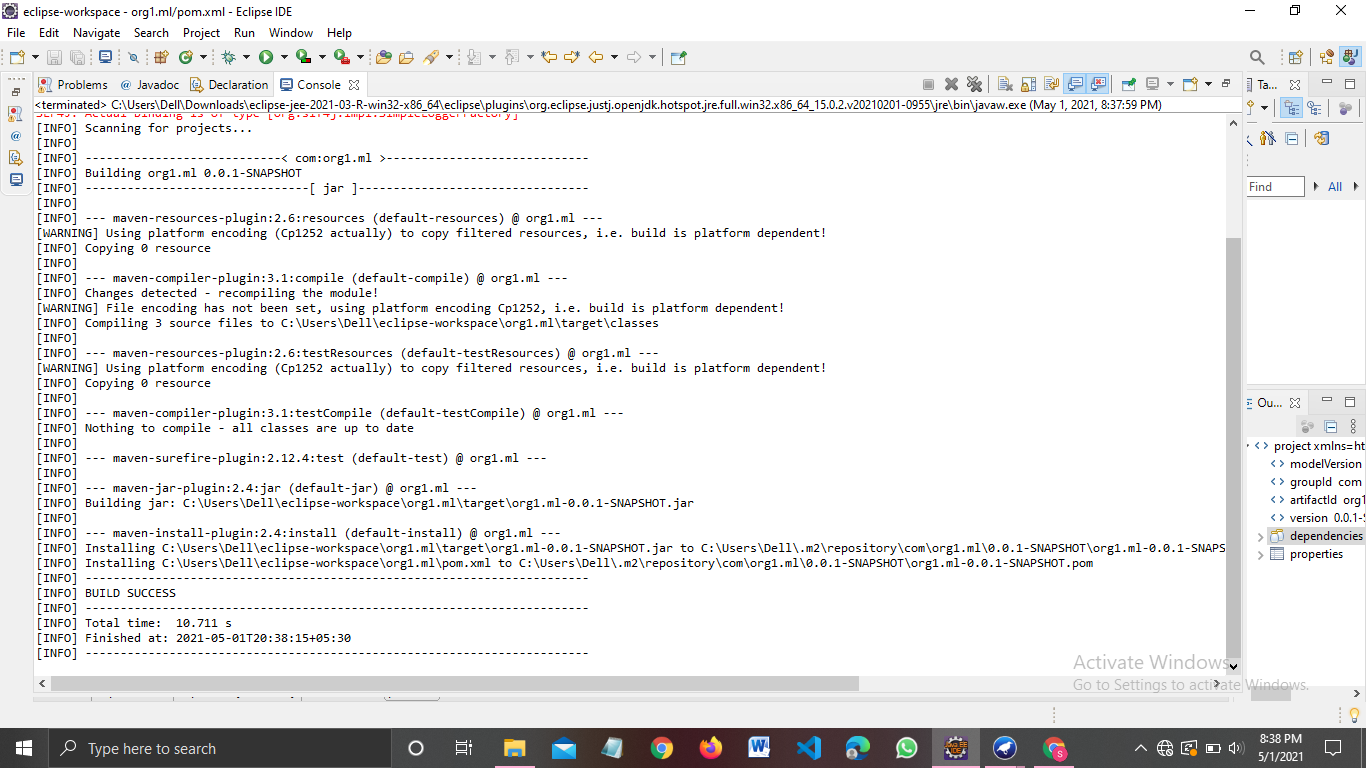 eclipse-workspace - org1.ml/pom.xml - Eclipse IDE
File Edit Navigate Search Project Run Window Help
Problems @ Javadoc Declaration Console
<terminated> C:\Users\Dell\Downloads\eclipse-jee-2021-03-R-win32-x86_64\eclipse\plugins\org.eclipse.justj.openjdk.hotspot.jre.full.win32.x86_64_15.0.2.v20210201-0955\jre\bin\javaw.exe (May 1, 2021, 8:37:59 PM)
SLF4J: Actual binding is of type [org.slf4j.impl.SimpleLoggerFactory]
[INFO] Scanning for projects...
[INFO]
[INFO] ----------------------------< com:org1.ml >-----------------------------
[INFO] Building org1.ml 0.0.1-SNAPSHOT
[INFO] --------------------------------[ jar ]---------------------------------
[INFO]
[INFO] --- maven-resources-plugin:2.6:resources (default-resources) @ org1.ml ---
[WARNING] Using platform encoding (Cp1252 actually) to copy filtered resources, i.e. build is platform dependent!
[INFO] Copying 0 resource
[INFO]
[INFO] --- maven-compiler-plugin:3.1:compile (default-compile) @ org1.ml ---
[INFO] Changes detected - recompiling the module!
[WARNING] File encoding has not been set, using platform encoding Cp1252, i.e. build is platform dependent!
[INFO] Compiling 3 source files to C:\Users\Dell\eclipse-workspace\org1.ml\target\classes
[INFO]
[INFO] --- maven-resources-plugin:2.6:testResources (default-testResources) @ org1.ml ---
[WARNING] Using platform encoding (Cp1252 actually) to copy filtered resources, i.e. build is platform dependent!
[INFO] Copying 0 resource
[INFO]
[INFO] --- maven-compiler-plugin:3.1:testCompile (default-testCompile) @ org1.ml ---
[INFO] Nothing to compile - all classes are up to date
[INFO]
[INFO] --- maven-surefire-plugin:2.12.4:test (default-test) @ org1.ml ---
[INFO]
[INFO] --- maven-jar-plugin:2.4:jar (default-jar) @ org1.ml ---
[INFO] Building jar: C:\Users\Dell\eclipse-workspace\org1.ml\target\org1.ml-0.0.1-SNAPSHOT.jar
[INFO]
[INFO] --- maven-install-plugin:2.4:install (default-install) @ org1.ml ---
[INFO] Installing C:\Users\Dell\eclipse-workspace\org1.ml\target\org1.ml-0.0.1-SNAPSHOT.jar to C:\Users\Dell\.m2\repository\com\org1.ml\0.0.1-SNAPSHOT\org1.ml-0.0.1-SNAPS
[INFO] Installing C:\Users\Dell\eclipse-workspace\org1.ml\pom.xml to C:\Users\Dell\.m2\repository\com\org1.ml\0.0.1-SNAPSHOT\org1.ml-0.0.1-SNAPSHOT.pom
[INFO] ------------------------------------------------------------------------
[INFO] BUILD SUCCESS
[INFO] ------------------------------------------------------------------------
[INFO] Total time:  10.711 s
[INFO] Finished at: 2021-05-01T20:38:15+05:30
[INFO] ------------------------------------------------------------------------
Ta...
Find All
Ou...
project xmlns=ht
modelVersion
groupId com
artifactId org1
version 0.0.1-S
dependencies
properties
Activate Windows
Go to Settings to activate Windows.
Type here to search
8:38 PM
5/1/2021